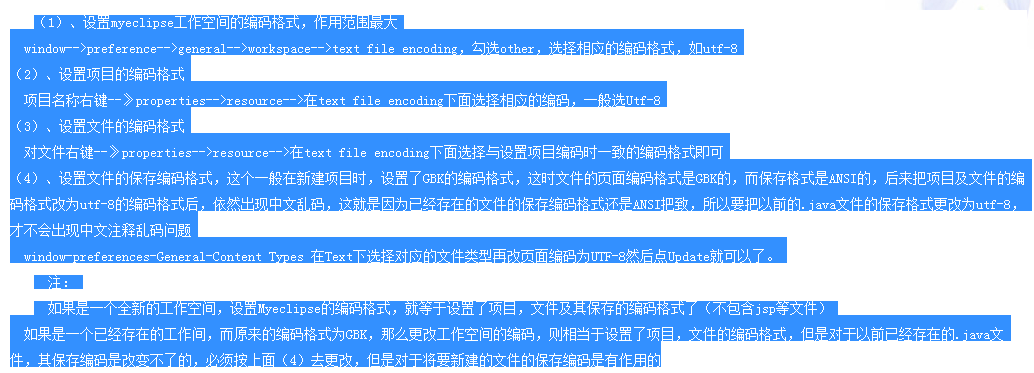 （1）、设置myeclipse工作空间的编码格式，作用范围最大
window-->preference-->general-->workspace-->text file encoding，勾选other，选择相应的编码格式，如utf-8
（2）、设置项目的编码格式
项目名称右键--》properties-->resource-->在text file encoding下面选择相应的编码，一般选Utf-8
（3）、设置文件的编码格式
对文件右键--》properties-->resource-->在text file encoding下面选择与设置项目编码时一致的编码格式即可
（4）、设置文件的保存编码格式，这个一般在新建项目时，设置了GBK的编码格式，这时文件的页面编码格式是GBK的，而保存格式是ANSI的，后来把项目及文件的编
码格式改为utf-8的编码格式后，依然出现中文乱码，这就是因为已经存在的文件的保存编码格式还是ANSI把致，所以要把以前的.java文件的保存格式更改为utf-8，
才不会出现中文注释乱码问题
window-preferences-General-Content Types 在Text下选择对应的文件类型再改页面编码为UTF-8然后点Update就可以了。
注：
如果是一个全新的工作空间，设置Myeclipse的编码格式，就等于设置了项目，文件及其保存的编码格式了（不包含jsp等文件）
如果是一个已经存在的工作间，而原来的编码格式为GBK，那么更改工作空间的编码，则相当于设置了项目，文件的编码格式，但是对于以前已经存在的.java文
件，其保存编码是改变不了的，必须按上面（4）去更改，但是对于将要新建的文件的保存编码是有作用的